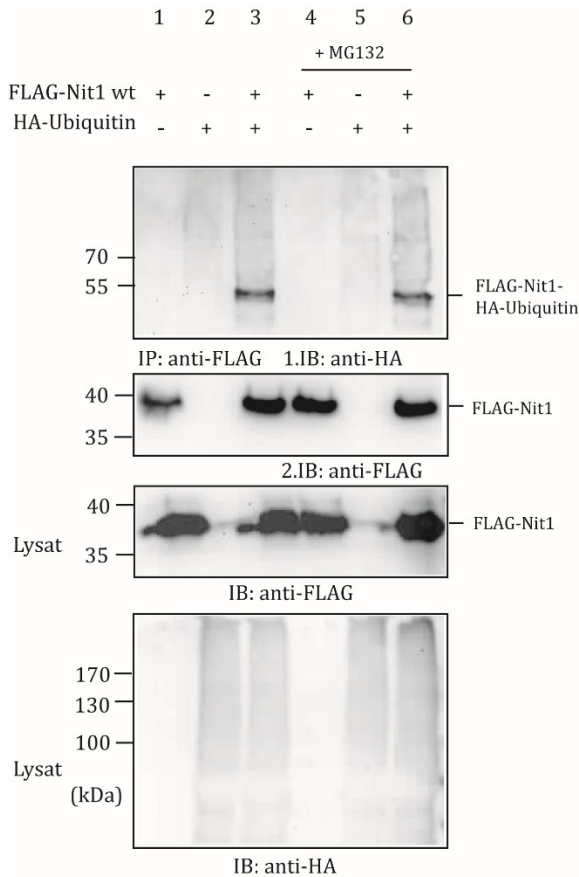 1 2 3 4 5 6
+ MG132
FLAG-Nit1 wt + - + + - +
HA-Ubiquitin - + + - + +
70
55
FLAG-Nit1-
HA-Ubiquitin
IP: anti-FLAG 1.IB: anti-HA
40
35
FLAG-Nit1
2.IB: anti-FLAG
40
35
FLAG-Nit1
Lysat
IB: anti-FLAG
170
130
100
Lysat
(kDa)
IB: anti-HA